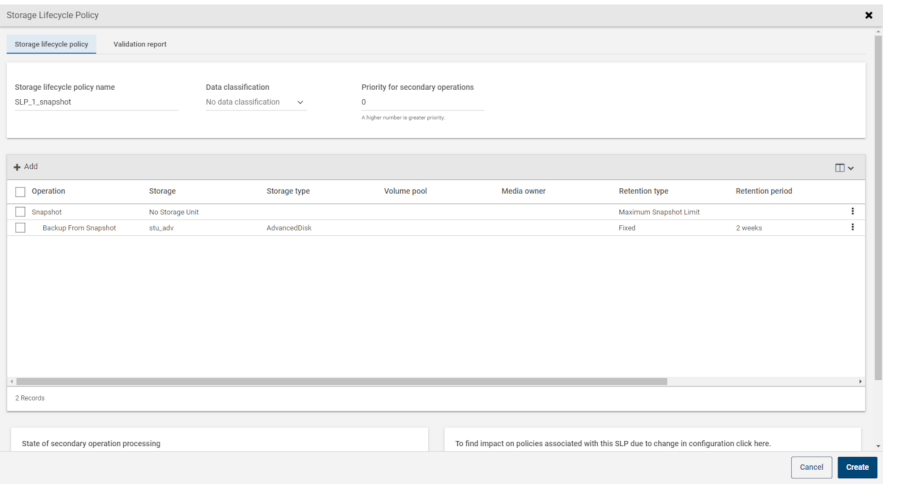 Storage Lifecycle Policy
Storage lifecycle policy Validation report
Storage lifecycle policy name Data classification Priority for secondary operations
SLP_1_snapshot No data classification 0
A higher number is greater priority.
Add
Operation Storage Storage type Volume pool Media owner Retention type Retention period
Snapshot No Storage Unit Maximum Snapshot Limit
Backup From Snapshot stu_adv AdvancedDisk Fixed 2 weeks
2 Records
State of secondary operation processing To find impact on policies associated with this SLP due to change in configuration click here.
Cancel Create